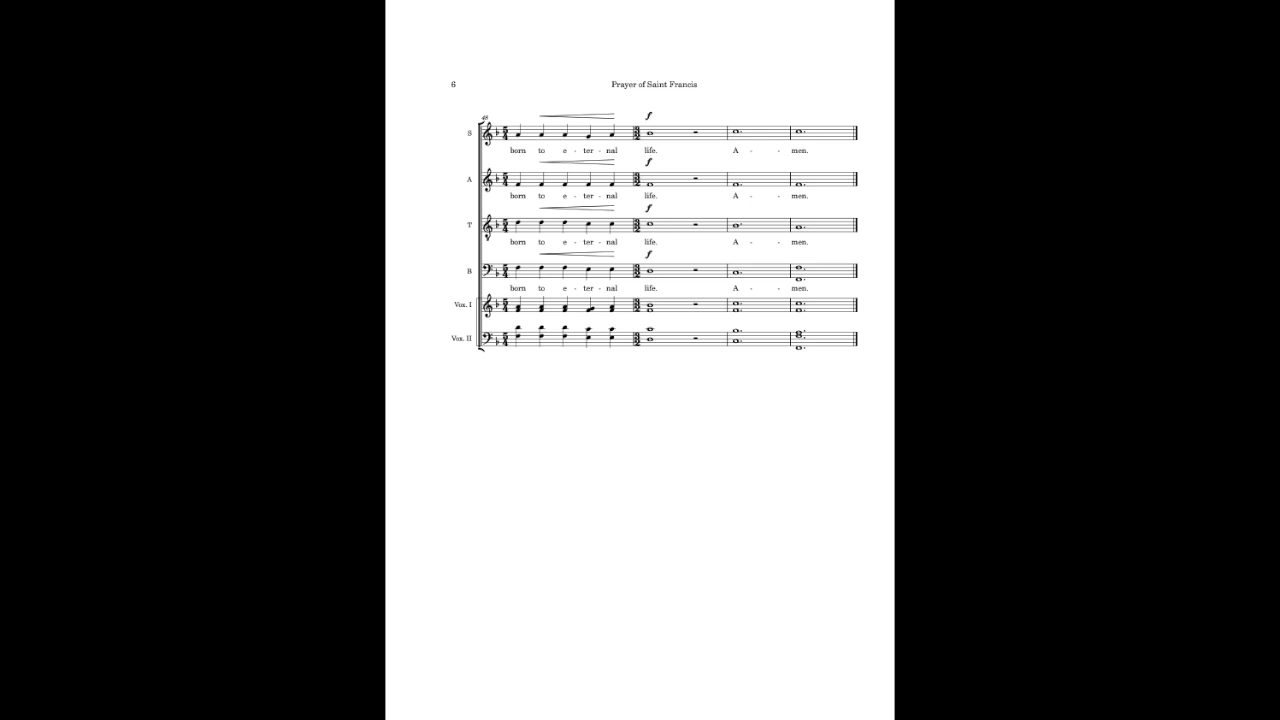 6 Prayer of Saint Francis
48
f
S
born to e - ter - nal life. A - - men.
f
A
born to e - ter - nal life. A - - men.
f
T
born to e - ter - nal life. A - - men.
f
B
born to e - ter - nal life. A - - men.
Vox. I
Vox. II